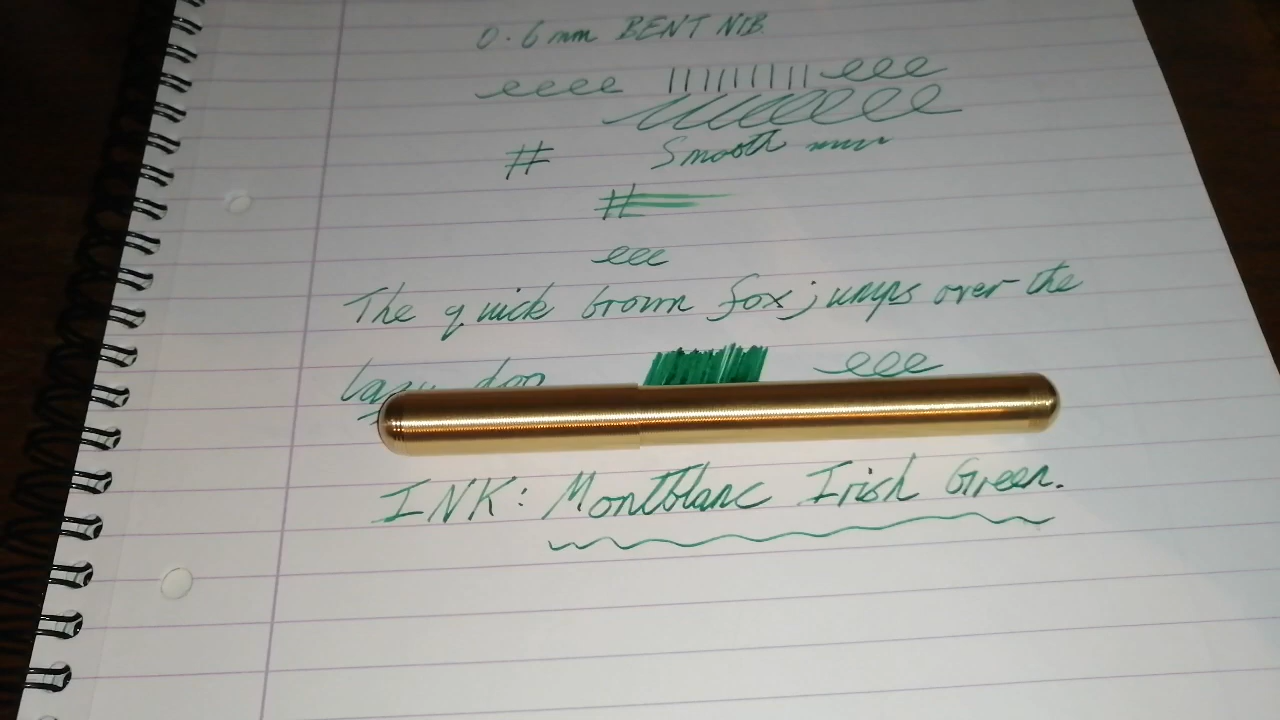 0.6mm BENT NIB.
eeee |||||||||| eee
# Smooth
#
eee
The quick brown fox jumps over the
lazy dog eee
INK: Montblanc Irish Green.